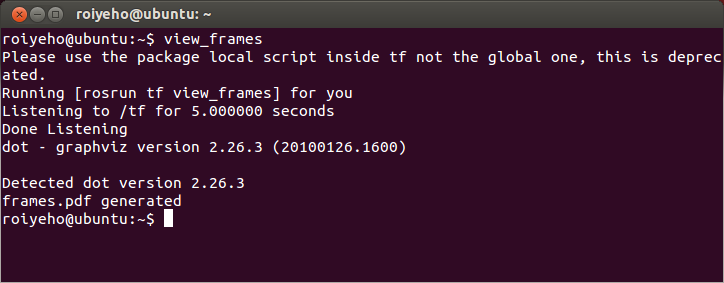 roiyeho@ubuntu: ~
roiyeho@ubuntu:~$ view_frames
Please use the package local script inside tf not the global one, this is deprec
ated.
Running [rosrun tf view_frames] for you
Listening to /tf for 5.000000 seconds
Done Listening
dot - graphviz version 2.26.3 (20100126.1600)
Detected dot version 2.26.3
frames.pdf generated
roiyeho@ubuntu:~$